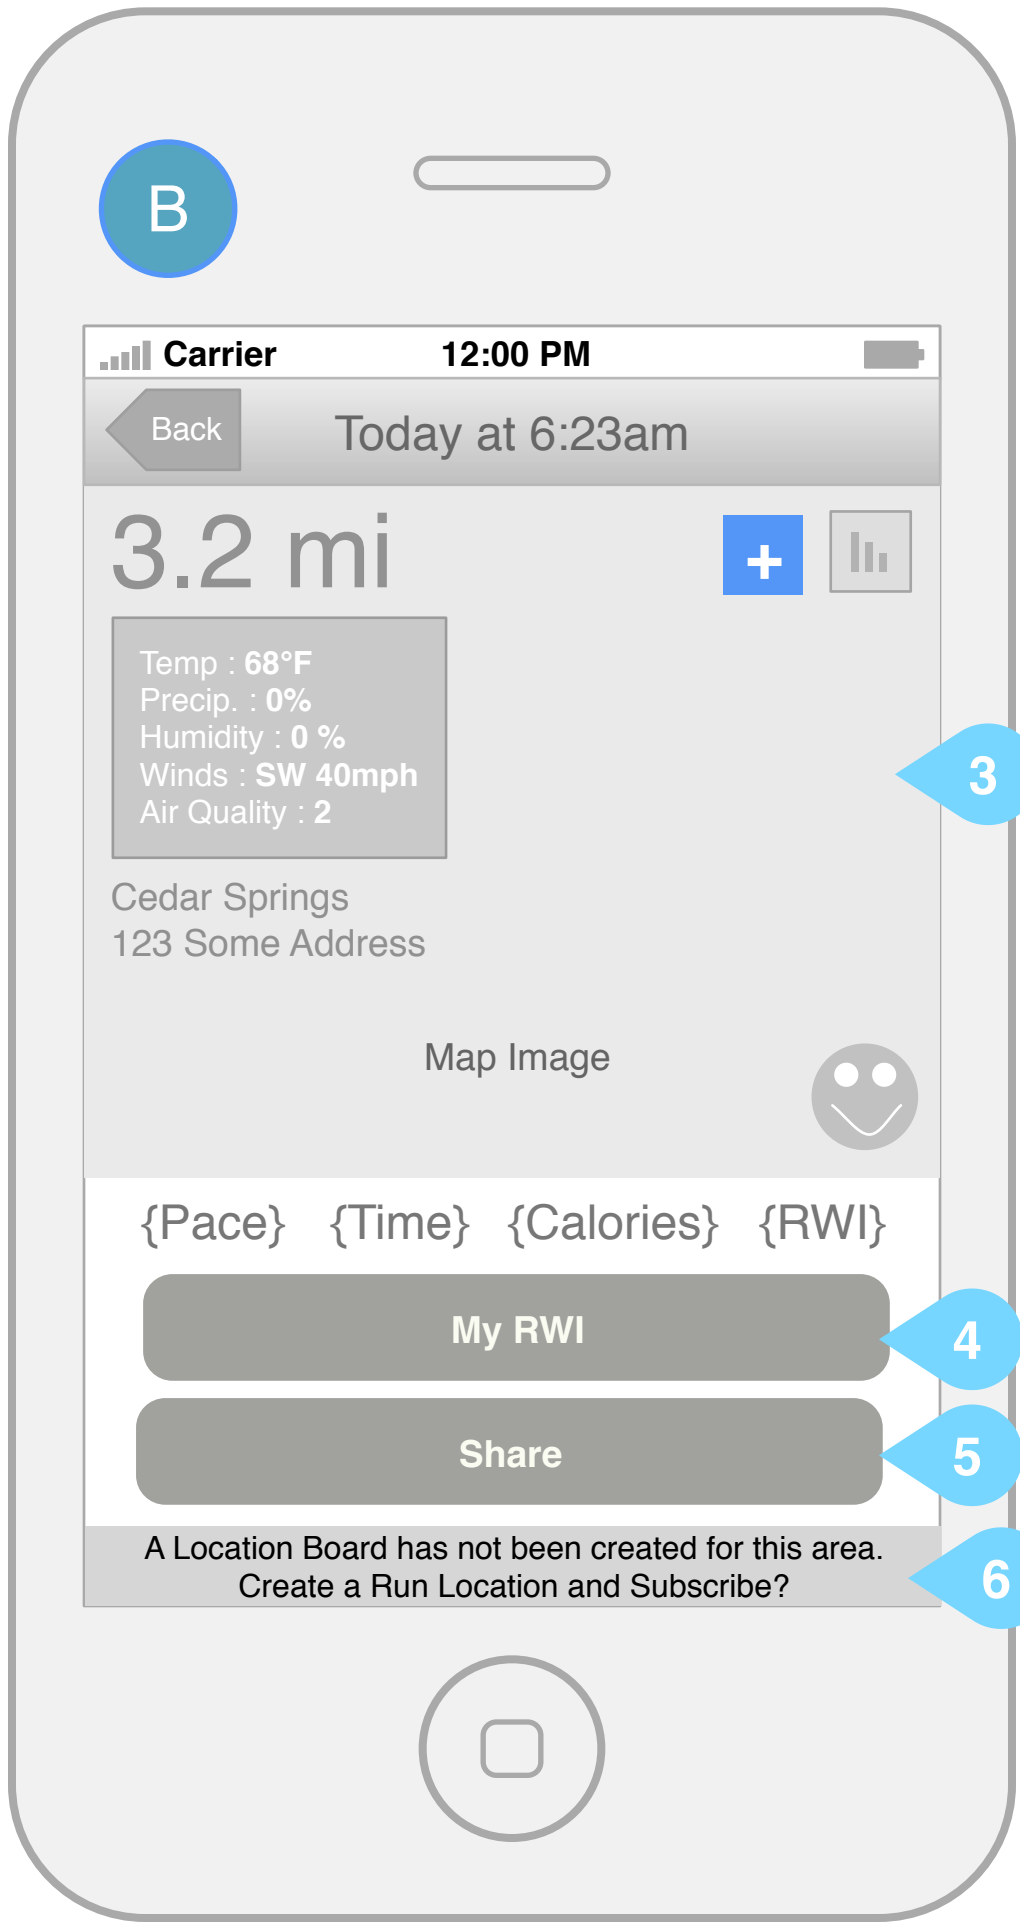 B
Carrier 12:00 PM
Back Today at 6:23am
3.2 mi +
Temp : 68°F
Precip. : 0%
Humidity : 0 %
Winds : SW 40mph
Air Quality : 2
3
Cedar Springs
123 Some Address
Map Image
{Pace} {Time} {Calories} {RWI}
My RWI 4
Share 5
A Location Board has not been created for this area.
Create a Run Location and Subscribe? 6